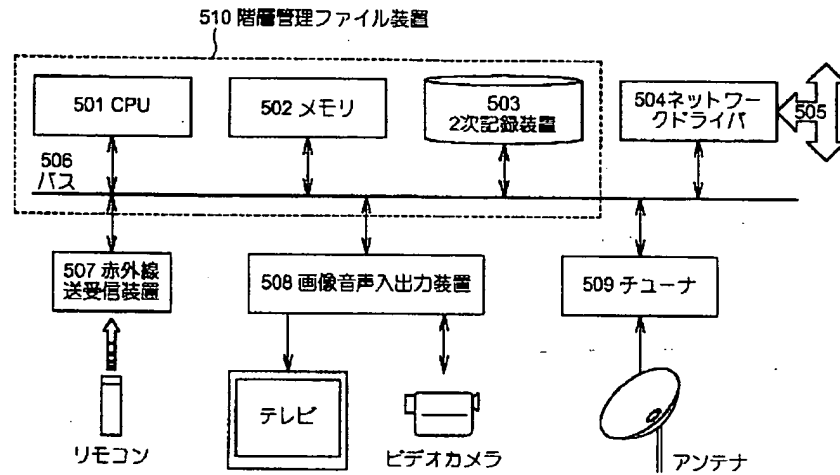 510 階層管理ファイル装置
501 CPU
502 メモリ
503
2次記録装置
504ネットワー
クドライバ
505
506
バス
507 赤外線
送受信装置
508 画像音声入出力装置
509 チューナ
リモコン
テレビ
ビデオカメラ
アンテナ